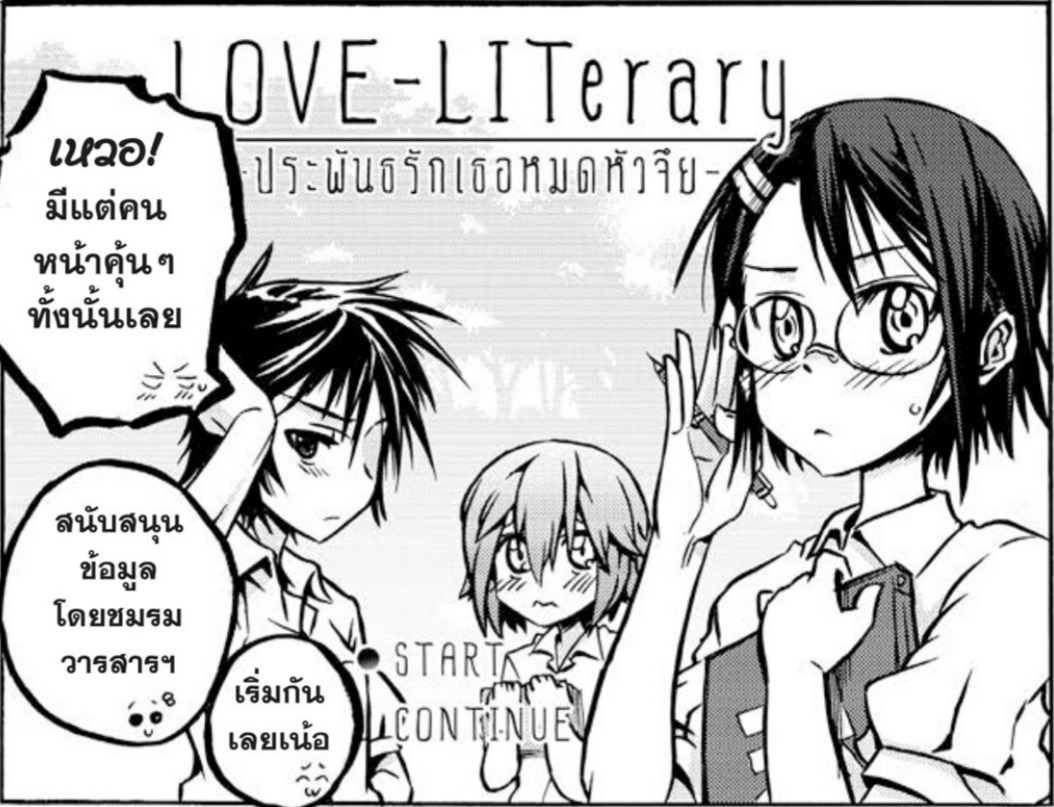 LOVE-LITerary
-ประพันธรักเธอหมดหัวจึย-
เหวอ!
มีแต่คน
หน้าคุ้นๆ
ทั้งนั้นเลย
สนับสนุน
ข้อมูล
โดยชมรม
วารสารฯ
เริ่มกัน
เลยเน้อ
START
CONTINUE